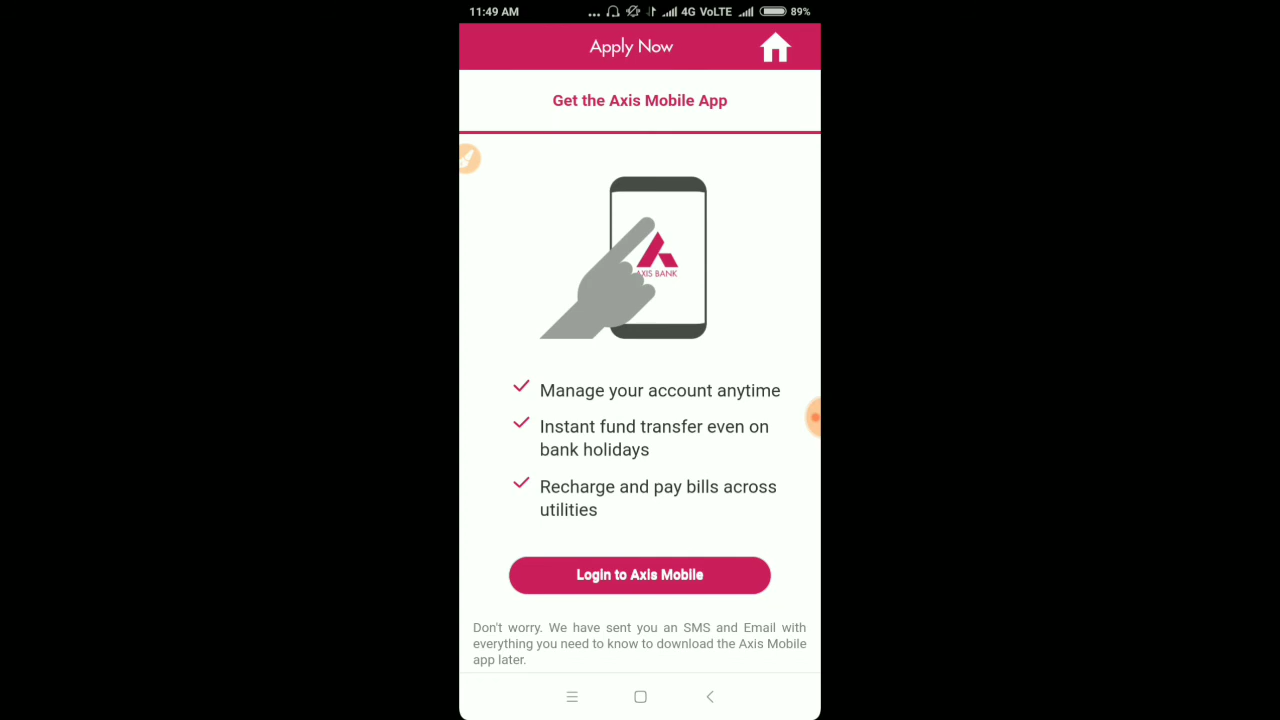 11:49 AM
4G VoLTE
89%
Apply Now
Get the Axis Mobile App
AXIS BANK
Manage your account anytime
Instant fund transfer even on
bank holidays
Recharge and pay bills across
utilities
Login to Axis Mobile
Don't worry. We have sent you an SMS and Email with
everything you need to know to download the Axis Mobile
app later.